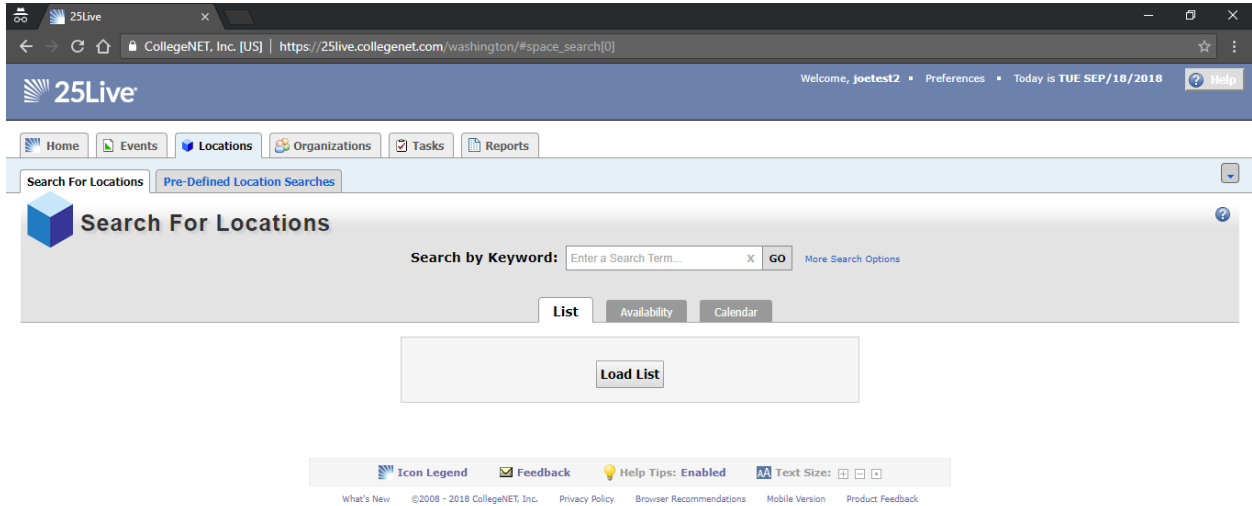 25Live
CollegeNET, Inc. [US] | https://25live.collegenet.com/washington/#space_search[0]
25Live
Welcome, joetest2 ▪ Preferences ▪ Today is TUE SEP/18/2018
? Help
Home Events Locations Organizations Tasks Reports
Search For Locations Pre-Defined Location Searches
Search For Locations
?
Search by Keyword: Enter a Search Term... X GO More Search Options
List Availability Calendar
Load List
Icon Legend Feedback Help Tips: Enabled AA Text Size:
What's New ©2008 - 2018 CollegeNET, Inc. Privacy Policy Browser Recommendations Mobile Version Product Feedback